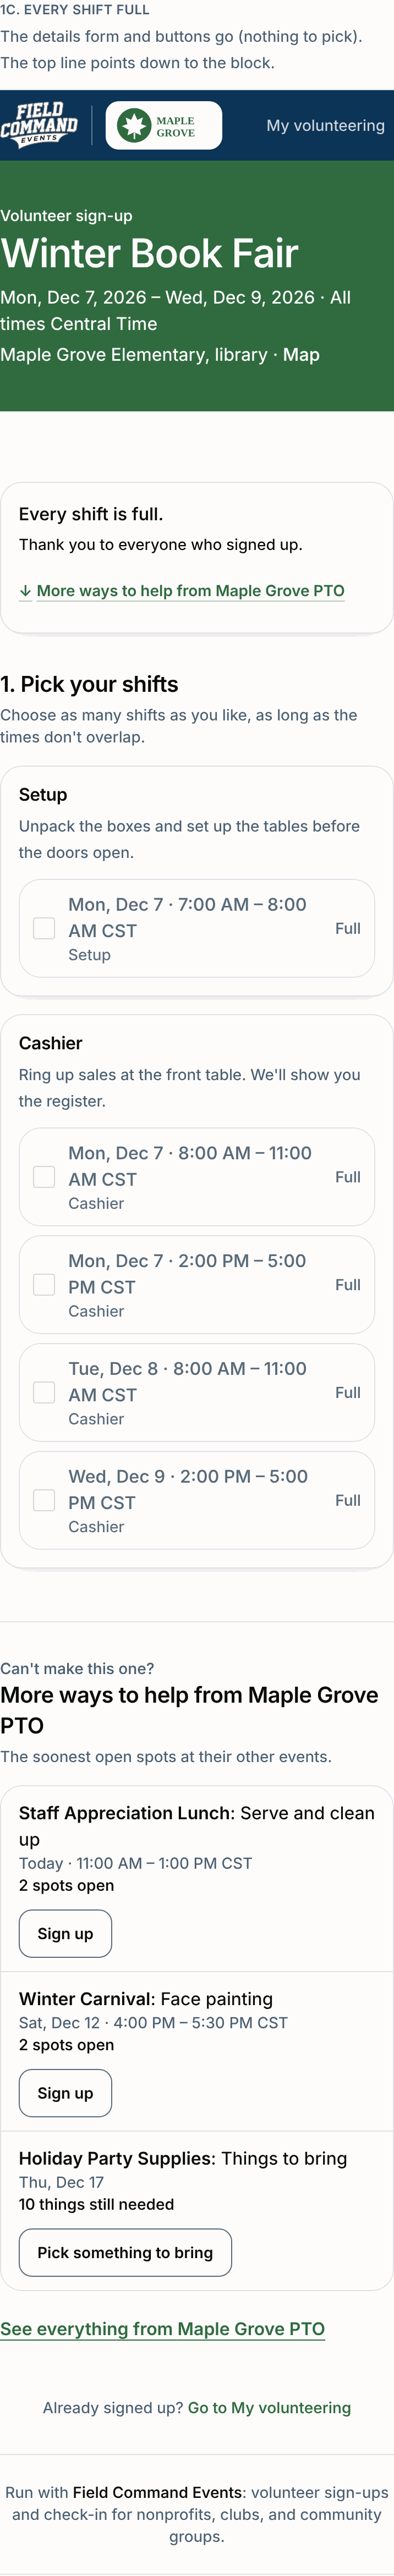 1C. EVERY SHIFT FULL
The details form and buttons go (nothing to pick).
The top line points down to the block.
FIELD
COMMAND
EVENTS
MAPLE
GROVE
My volunteering
Volunteer sign-up
Winter Book Fair
Mon, Dec 7, 2026 – Wed, Dec 9, 2026 · All
times Central Time
Maple Grove Elementary, library · Map
Every shift is full.
Thank you to everyone who signed up.
↓ More ways to help from Maple Grove PTO
1. Pick your shifts
Choose as many shifts as you like, as long as the
times don't overlap.
Setup
Unpack the boxes and set up the tables before
the doors open.
Mon, Dec 7 · 7:00 AM – 8:00
AM CST
Full
Setup
Cashier
Ring up sales at the front table. We'll show you
the register.
Mon, Dec 7 · 8:00 AM – 11:00
AM CST
Full
Cashier
Mon, Dec 7 · 2:00 PM – 5:00
PM CST
Full
Cashier
Tue, Dec 8 · 8:00 AM – 11:00
AM CST
Full
Cashier
Wed, Dec 9 · 2:00 PM – 5:00
PM CST
Full
Cashier
Can't make this one?
More ways to help from Maple Grove
PTO
The soonest open spots at their other events.
Staff Appreciation Lunch: Serve and clean
up
Today · 11:00 AM – 1:00 PM CST
2 spots open
Sign up
Winter Carnival: Face painting
Sat, Dec 12 · 4:00 PM – 5:30 PM CST
2 spots open
Sign up
Holiday Party Supplies: Things to bring
Thu, Dec 17
10 things still needed
Pick something to bring
See everything from Maple Grove PTO
Already signed up? Go to My volunteering
Run with Field Command Events: volunteer sign-ups
and check-in for nonprofits, clubs, and community
groups.